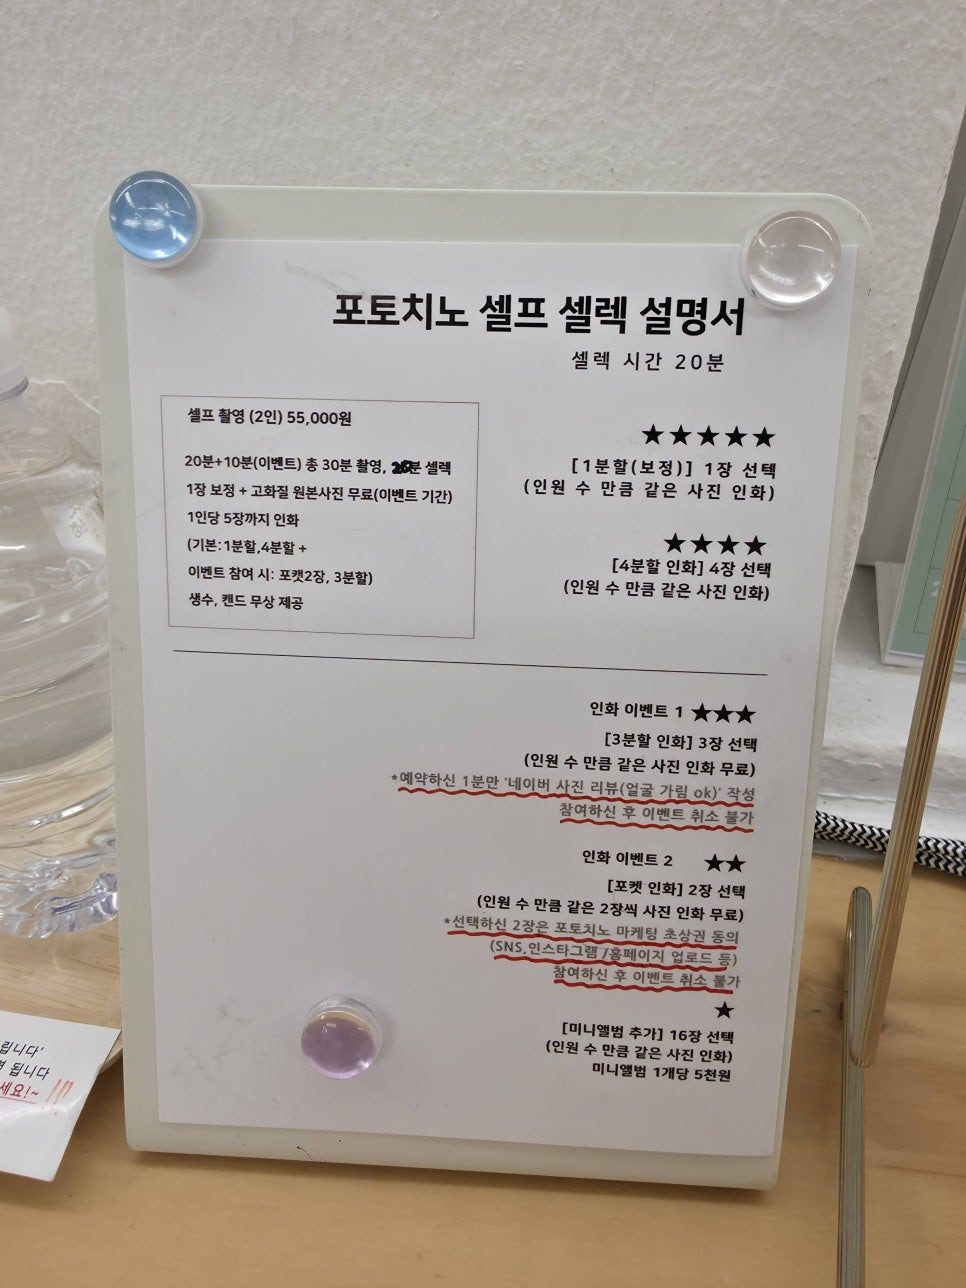 포토치노 셀프 셀렉 설명서
셀렉 시간 20분
셀프 촬영 (2인) 55,000원
20분+10분(이벤트) 총 30분 촬영, 분 셀렉
1장 보정 + 고화질 원본사진 무료(이벤트 기간)
1인당 5장까지 인화
(기본:1분할,4분할 +
이벤트 참여 시: 포캣2장, 3분할)
생수, 캔드 무상 제공
★★★★★
[1분할(보정)] 1장 선텍
(인원 수 만큼 같은 사진 인화)
★★★★
[4분할 인화] 4장 선택
(인원 수 만큼 같은 사진 인화)
인화 이벤트 1 ★★★
[3분할 인화] 3장 선택
(인원 수 만큼 같은 사진 인화 무료)
*예약하신 1분만 '네이버 사진 리뷰(얼굴 가림 ok)' 작성
참여하신 후 이벤트 취소 불가
인화 이벤트 2 ★★
[포켓 인화] 2장 선택
(인원 수 만큼 같은 2장씩 사진 인화 무료)
*선택하신 2장은 포토치노 마케팅 초상권 동의
(SNS,인스타그램/홈페이지 업로드 등)
참여하신 후 이벤트 취소 불가
★
[미니앨범 추가] 16장 선택
(인원 수 만큼 같은 사진 인화)
미니앨범 1개당 5천원
립니다'
됩니다
세요!~